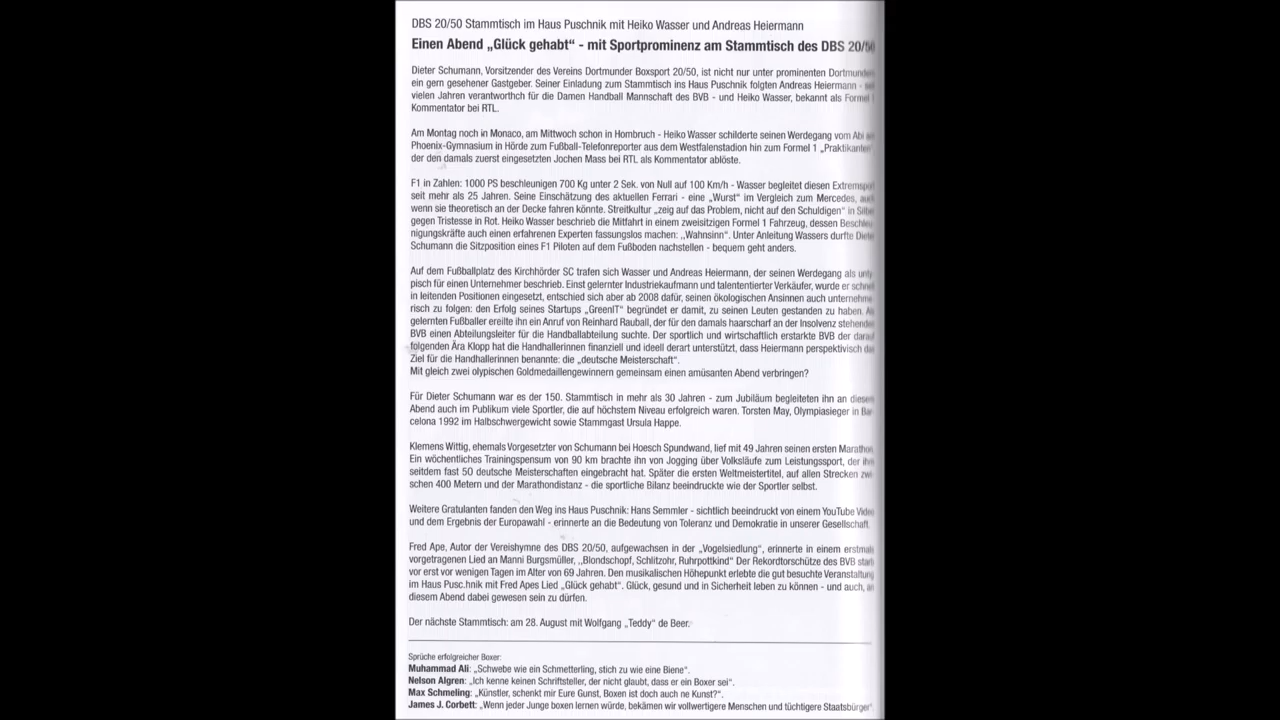 DBS 20/50 Stammtisch im Haus Puschnik mit Heiko Wasser und Andreas Heiermann
Einen Abend „Glück gehabt“ - mit Sportprominenz am Stammtisch des DBS 20/50
Dieter Schumann, Vorsitzender des Vereins Dortmunder Boxsport 20/50, ist nicht nur unter prominenten Dortmundern
ein gern gesehener Gastgeber. Seiner Einladung zum Stammtisch ins Haus Puschnik folgten Andreas Heiermann -
vielen Jahren verantworthch für die Damen Handball Mannschaft des BVB - und Heiko Wasser, bekannt als Formel 1
Kommentator bei RTL.
Am Montag noch in Monaco, am Mittwoch schon in Hombruch - Heiko Wasser schilderte seinen Werdegang vom Abi
Phoenix-Gymnasium in Hörde zum Fußball-Telefonreporter aus dem Westfalenstadion hin zum Formel 1 „Praktikanten“,
der den damals zuerst eingesetzten Jochen Mass bei RTL als Kommentator ablöste.
F1 in Zahlen: 1000 PS beschleunigen 700 Kg unter 2 Sek. von Null auf 100 Km/h - Wasser begleitet diesen Extremsport
seit mehr als 25 Jahren. Seine Einschätzung des aktuellen Ferrari - eine „Wurst“ im Vergleich zum Mercedes,
wenn sie theoretisch an der Decke fahren könnte. Streitkultur „zeig auf das Problem, nicht auf den Schuldigen“ in Silber
gegen Tristesse in Rot. Heiko Wasser beschrieb die Mitfahrt in einem zweisitzigen Formel 1 Fahrzeug, dessen Beschleu-
nigungskräfte auch einen erfahrenen Experten fassungslos machen: ,,Wahnsinn“. Unter Anleitung Wassers durfte Dieter
Schumann die Sitzposition eines F1 Piloten auf dem Fußboden nachstellen - bequem geht anders.
Auf dem Fußballplatz des Kirchhörder SC trafen sich Wasser und Andreas Heiermann, der seinen Werdegang als unty-
pisch für einen Unternehmer beschrieb. Einst gelernter Industriekaufmann und talententierter Verkäufer, wurde er schnell
in leitenden Positionen eingesetzt, entschied sich aber ab 2008 dafür, seinen ökologischen Ansinnen auch unternehme-
risch zu folgen: den Erfolg seines Startups „GreenIT“ begründet er damit, zu seinen Leuten gestanden zu haben. Als
gelernten Fußballer ereilte ihn ein Anruf von Reinhard Rauball, der für den damals haarscharf an der Insolvenz stehenden
BVB einen Abteilungsleiter für die Handballabteilung suchte. Der sportlich und wirtschaftlich erstarkte BVB der darauf
folgenden Ära Klopp hat die Handhallerinnen finanziell und ideell derart unterstützt, dass Heiermann perspektivisch das
Ziel für die Handhallerinnen benannte: die „deutsche Meisterschaft“.
Mit gleich zwei olypischen Goldmedaillengewinnern gemeinsam einen amüsanten Abend verbringen?
Für Dieter Schumann war es der 150. Stammtisch in mehr als 30 Jahren - zum Jubiläum begleiteten ihn an diesem
Abend auch im Publikum viele Sportler, die auf höchstem Niveau erfolgreich waren. Torsten May, Olympiasieger in Bar-
celona 1992 im Halbschwergewicht sowie Stammgast Ursula Happe.
Klemens Wittig, ehemals Vorgesetzter von Schumann bei Hoesch Spundwand, lief mit 49 Jahren seinen ersten Marathon.
Ein wöchentliches Trainingspensum von 90 km brachte ihn von Jogging über Volksläufe zum Leistungssport, der ihm
seitdem fast 50 deutsche Meisterschaften eingebracht hat. Später die ersten Weltmeistertitel, auf allen Strecken zwi-
schen 400 Metern und der Marathondistanz - die sportliche Bilanz beeindruckte wie der Sportler selbst.
Weitere Gratulanten fanden den Weg ins Haus Puschnik: Hans Semmler - sichtlich beeindruckt von einem YouTube Video
und dem Ergebnis der Europawahl - erinnerte an die Bedeutung von Toleranz und Demokratie in unserer Gesellschaft.
Fred Ape, Autor der Vereishymne des DBS 20/50, aufgewachsen in der „Vogelsiedlung“, erinnerte in einem erstmals
vorgetragenen Lied an Manni Burgsmüller, ,,Blondschopf, Schlitzohr, Ruhrpottkind“ Der Rekordtorschütze des BVB starb
vor erst vor wenigen Tagen im Alter von 69 Jahren. Den musikalischen Höhepunkt erlebte die gut besuchte Veranstaltung
im Haus Pusc.hnik mit Fred Apes Lied „Glück gehabt“. Glück, gesund und in Sicherheit leben zu können - und auch, an
diesem Abend dabei gewesen sein zu dürfen.
Der nächste Stammtisch: am 28. August mit Wolfgang „Teddy“ de Beer.
Sprüche erfolgreicher Boxer:
Muhammad Ali: „Schwebe wie ein Schmetterling, stich zu wie eine Biene“.
Nelson Algren: „Ich kenne keinen Schriftsteller, der nicht glaubt, dass er ein Boxer sei“.
Max Schmeling: „Künstler, schenkt mir Eure Gunst, Boxen ist doch auch ne Kunst?“.
James J. Corbett: „Wenn jeder Junge boxen lernen würde, bekämen wir vollwertigere Menschen und tüchtigere Staatsbürger“